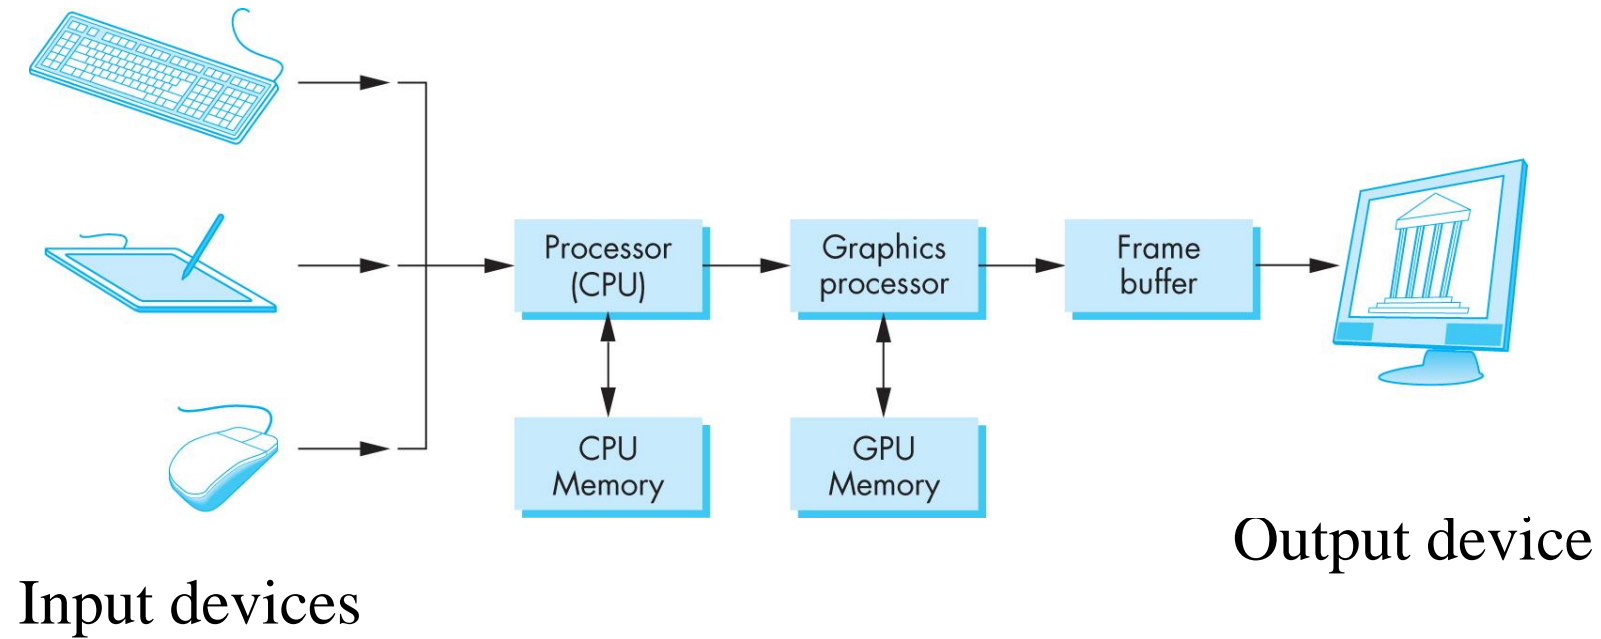 Processor
(CPU)
Graphics
processor
Frame
buffer
CPU
Memory
GPU
Memory
Output device
Input devices